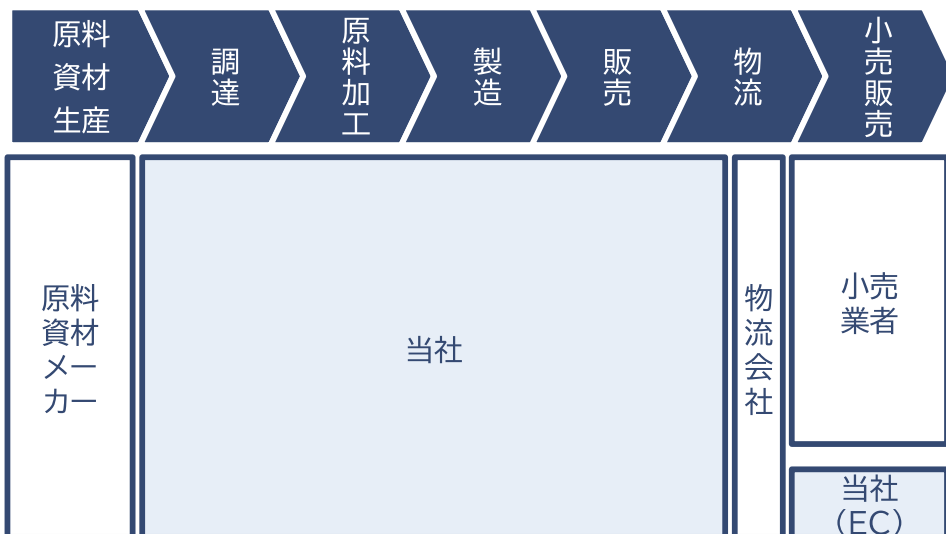 原料
資材
生産
調達
原料加工
製造
販売
物流
小売販売
原料
資材
メー
カー
当社
物流会社
小売
業者
当社
（EC）